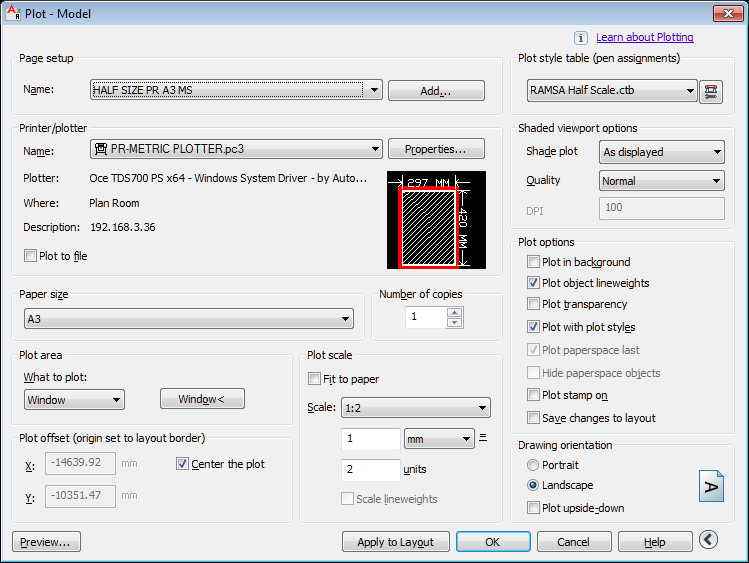 Plot - Model
Learn about Plotting
Page setup
Name: HALF SIZE PR A3 MS Add...
Plot style table (pen assignments)
RAMSA Half Scale.ctb
Printer/plotter
Name: PR-METRIC PLOTTER.pc3 Properties...
Plotter: Oce TDS700 PS x64 - Windows System Driver - by Auto...
Where: Plan Room
Description: 192.168.3.36
Plot to file
297 MM
420 MM
Shaded viewport options
Shade plot As displayed
Quality Normal
DPI 100
Paper size
A3
Number of copies
1
Plot options
Plot in background
Plot object lineweights
Plot transparency
Plot with plot styles
Plot paperspace last
Hide paperspace objects
Plot stamp on
Save changes to layout
Plot area
What to plot:
Window Window<
Plot scale
Fit to paper
Scale: 1:2
1 mm =
2 units
Scale lineweights
Plot offset (origin set to layout border)
X: -14639.92 mm Center the plot
Y: -10351.47 mm
Drawing orientation
Portrait
Landscape
Plot upside-down
A
Preview... Apply to Layout OK Cancel Help